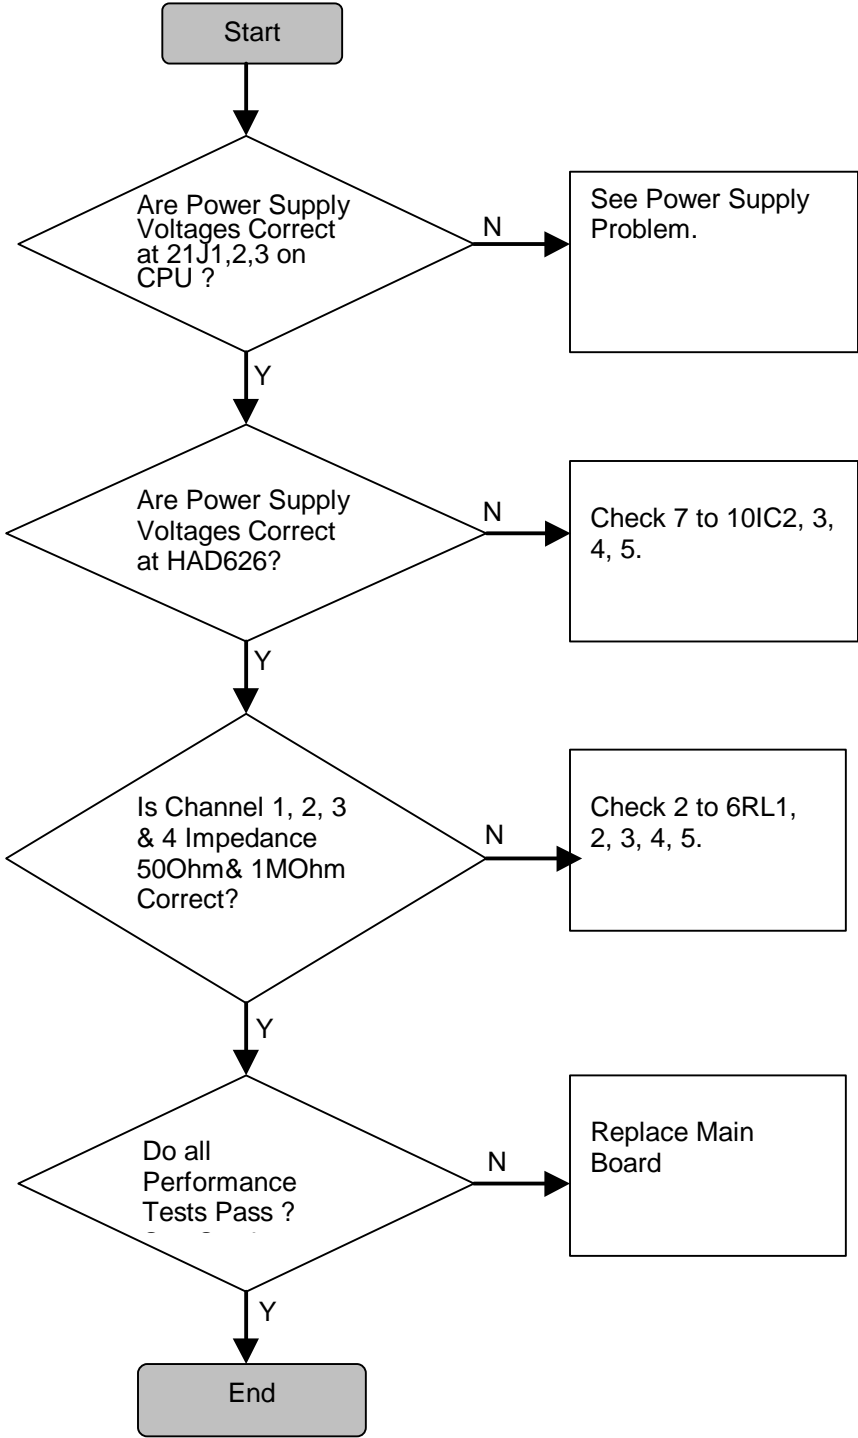 Start
Are Power Supply
Voltages Correct
at 21J1,2,3 on
CPU ?
N
See Power Supply
Problem.
Y
Are Power Supply
Voltages Correct
at HAD626?
N
Check 7 to 10IC2, 3,
4, 5.
Y
Is Channel 1, 2, 3
& 4 Impedance
50Ohm& 1MOhm
Correct?
N
Check 2 to 6RL1,
2, 3, 4, 5.
Y
Do all
Performance
Tests Pass ?
N
Replace Main
Board
Y
End